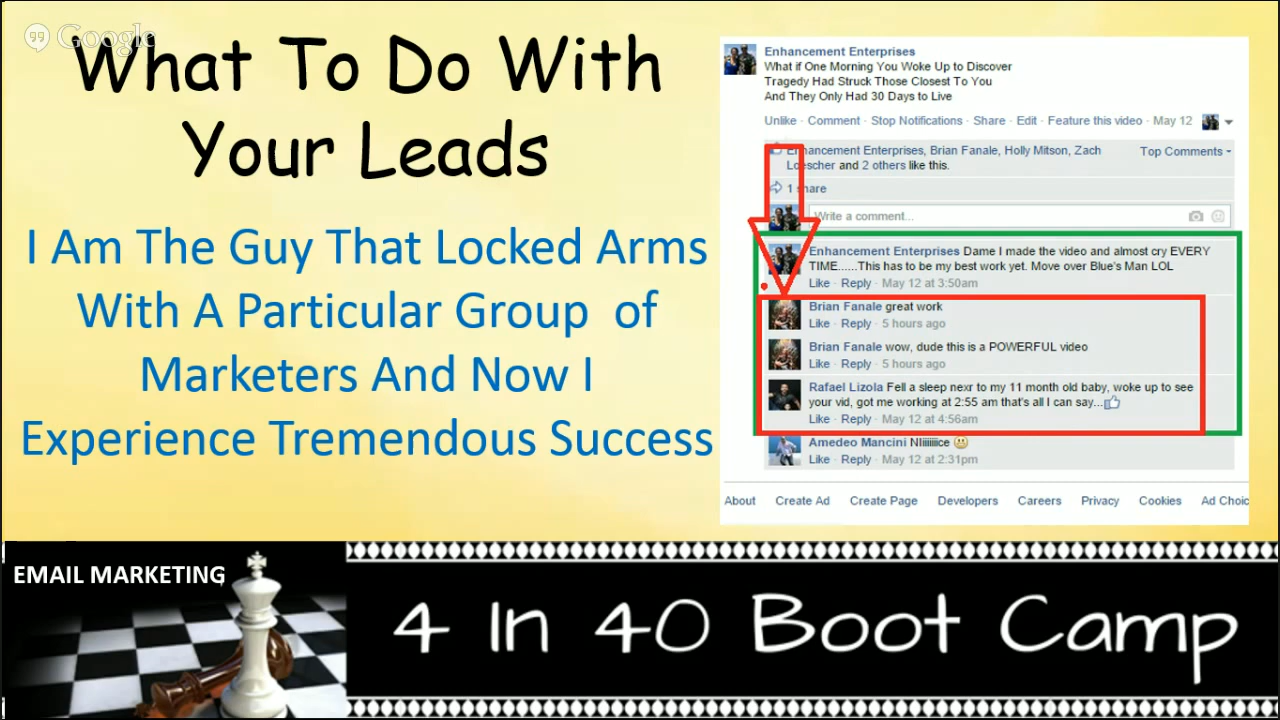 Google
What To Do With
Your Leads
I Am The Guy That Locked Arms
With A Particular Group of
Marketers And Now I
Experience Tremendous Success
Enhancement Enterprises
What if One Morning You Woke Up to Discover
Tragedy Had Struck Those Closest To You
And They Only Had 30 Days to Live
Unlike · Comment · Stop Notifications · Share · Edit · Feature this video · May 12
Enhancement Enterprises, Brian Fanale, Holly Mitson, Zach
Loescher and 2 others like this.
Top Comments
1 share
Write a comment...
Enhancement Enterprises Dame I made the video and almost cry EVERY
TIME......This has to be my best work yet. Move over Blue's Man LOL
Like · Reply · May 12 at 3:50am
Brian Fanale great work
Like · Reply · 5 hours ago
Brian Fanale wow, dude this is a POWERFUL video
Like · Reply · 5 hours ago
Rafael Lizola Fell a sleep nexr to my 11 month old baby, woke up to see
your vid, got me working at 2:55 am that's all I can say...
Like · Reply · May 12 at 4:56am
Amedeo Mancini NIiiiiiice
Like · Reply · May 12 at 2:31pm
About Create Ad Create Page Developers Careers Privacy Cookies Ad Choic
EMAIL MARKETING
4 In 40 Boot Camp